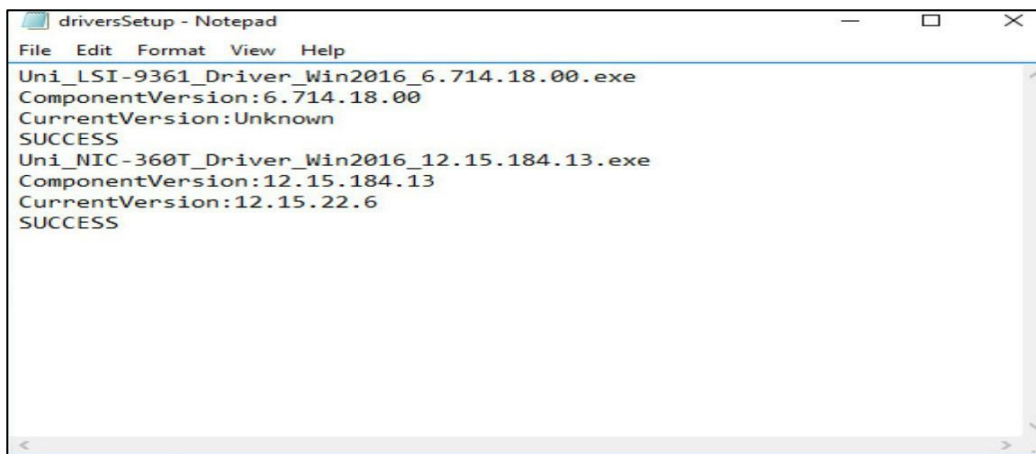 driversSetup - Notepad
File Edit Format View Help
Uni_LSI-9361_Driver_Win2016_6.714.18.00.exe
ComponentVersion:6.714.18.00
CurrentVersion:Unknown
SUCCESS
Uni_NIC-360T_Driver_Win2016_12.15.184.13.exe
ComponentVersion:12.15.184.13
CurrentVersion:12.15.22.6
SUCCESS